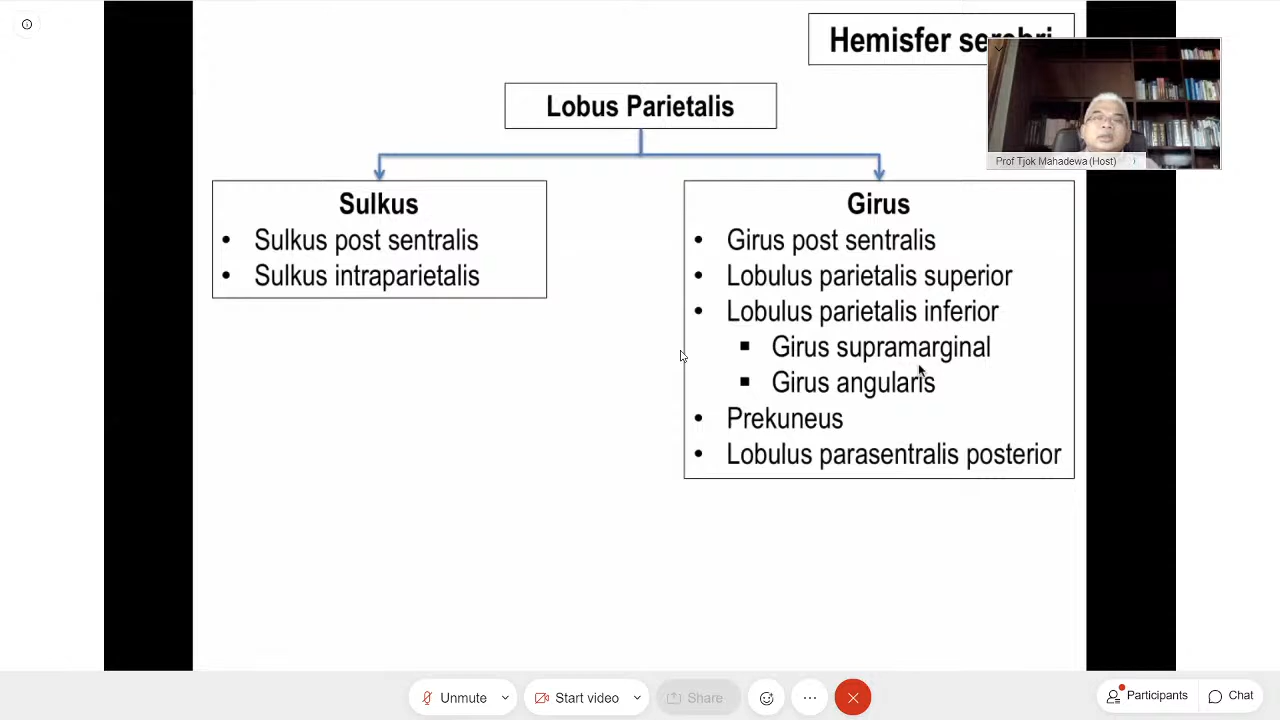 Hemisfer serebri
Lobus Parietalis
Prof Tjok Mahadewa (Host)
Sulkus
• Sulkus post sentralis
• Sulkus intraparietalis
Girus
• Girus post sentralis
• Lobulus parietalis superior
• Lobulus parietalis inferior
▪ Girus supramarginal
▪ Girus angularis
• Prekuneus
• Lobulus parasentralis posterior
Unmute
Start video
Share
Participants
Chat